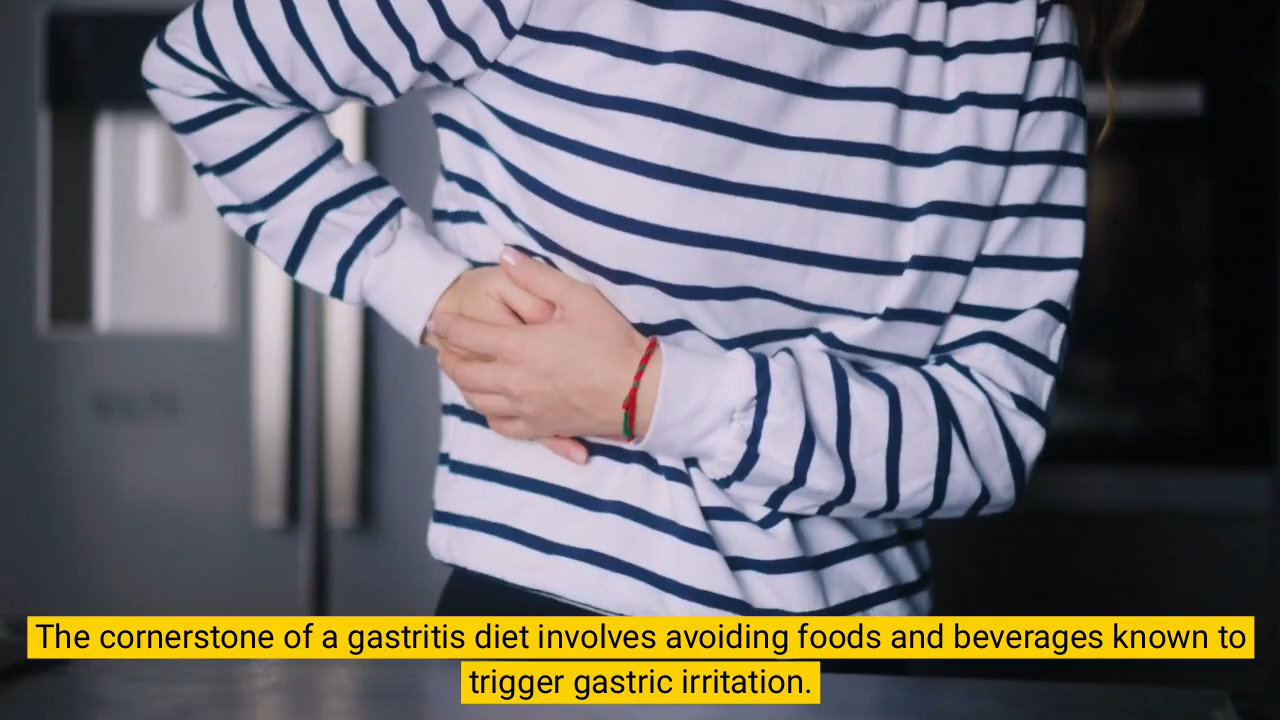 The cornerstone of a gastritis diet involves avoiding foods and beverages known to
trigger gastric irritation.